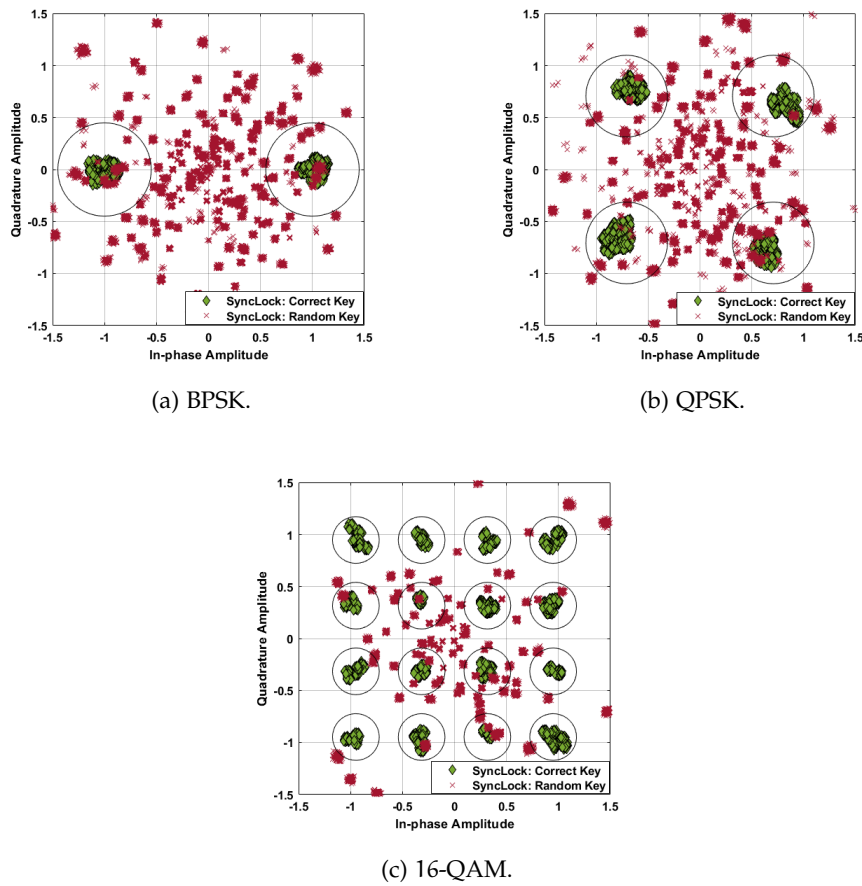 1.5
1
0.5
0
-0.5
-1
-1.5
-1.5 -1 -0.5 0 0.5 1 1.5
Quadrature Amplitude
In-phase Amplitude
SyncLock: Correct Key
SyncLock: Random Key
(a) BPSK.
1.5
1
0.5
0
-0.5
-1
-1.5
-1.5 -1 -0.5 0 0.5 1 1.5
Quadrature Amplitude
In-phase Amplitude
SyncLock: Correct Key
SyncLock: Random Key
(b) QPSK.
1.5
1
0.5
0
-0.5
-1
-1.5
-1.5 -1 -0.5 0 0.5 1 1.5
Quadrature Amplitude
In-phase Amplitude
SyncLock: Correct Key
SyncLock: Random Key
(c) 16-QAM.